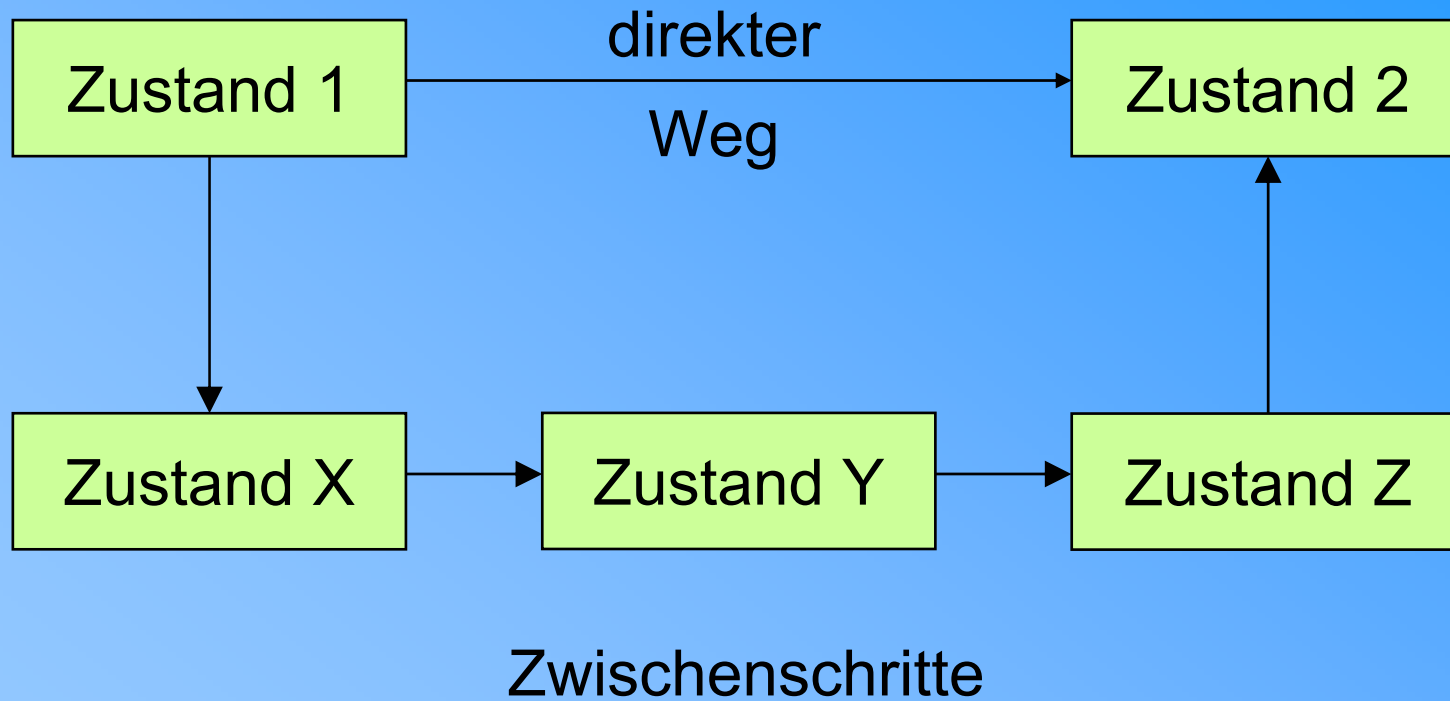 direkter
Zustand 1
Zustand 2
Weg
Zustand X
Zustand Y
Zustand Z
Zwischenschritte